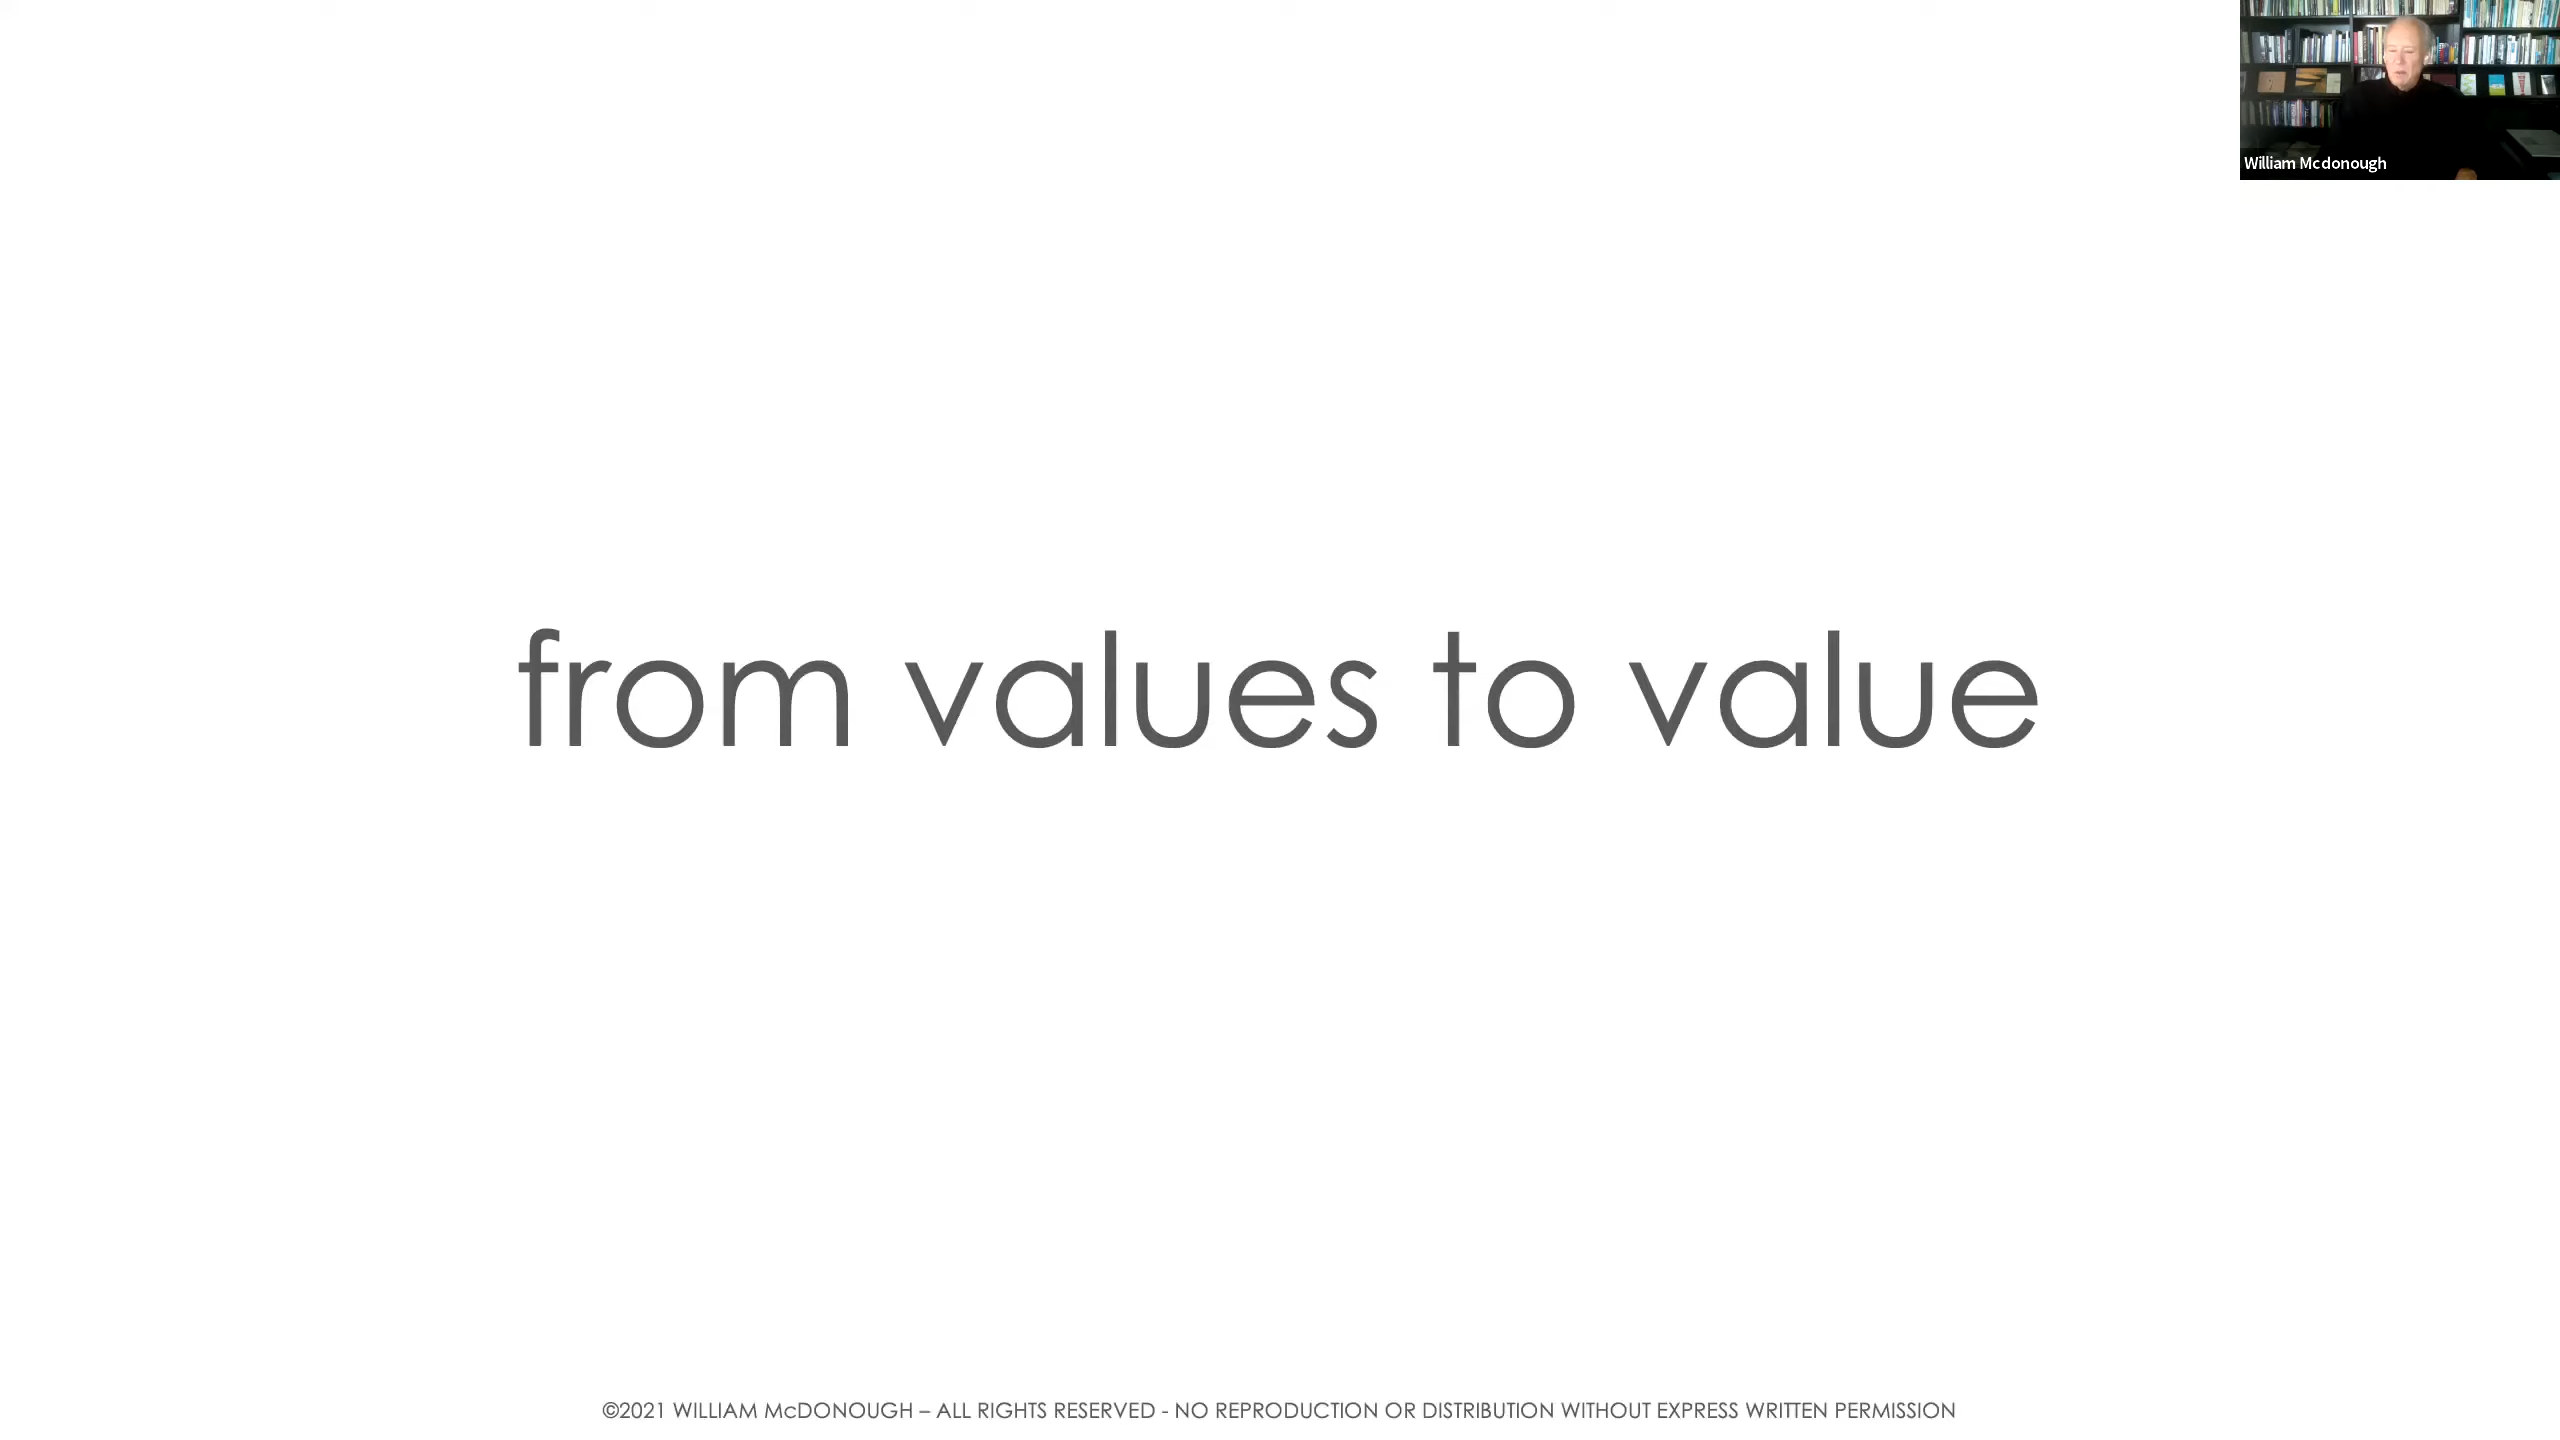 William Mcdonough
from values to value
©2021 WILLIAM McDONOUGH – ALL RIGHTS RESERVED - NO REPRODUCTION OR DISTRIBUTION WITHOUT EXPRESS WRITTEN PERMISSION